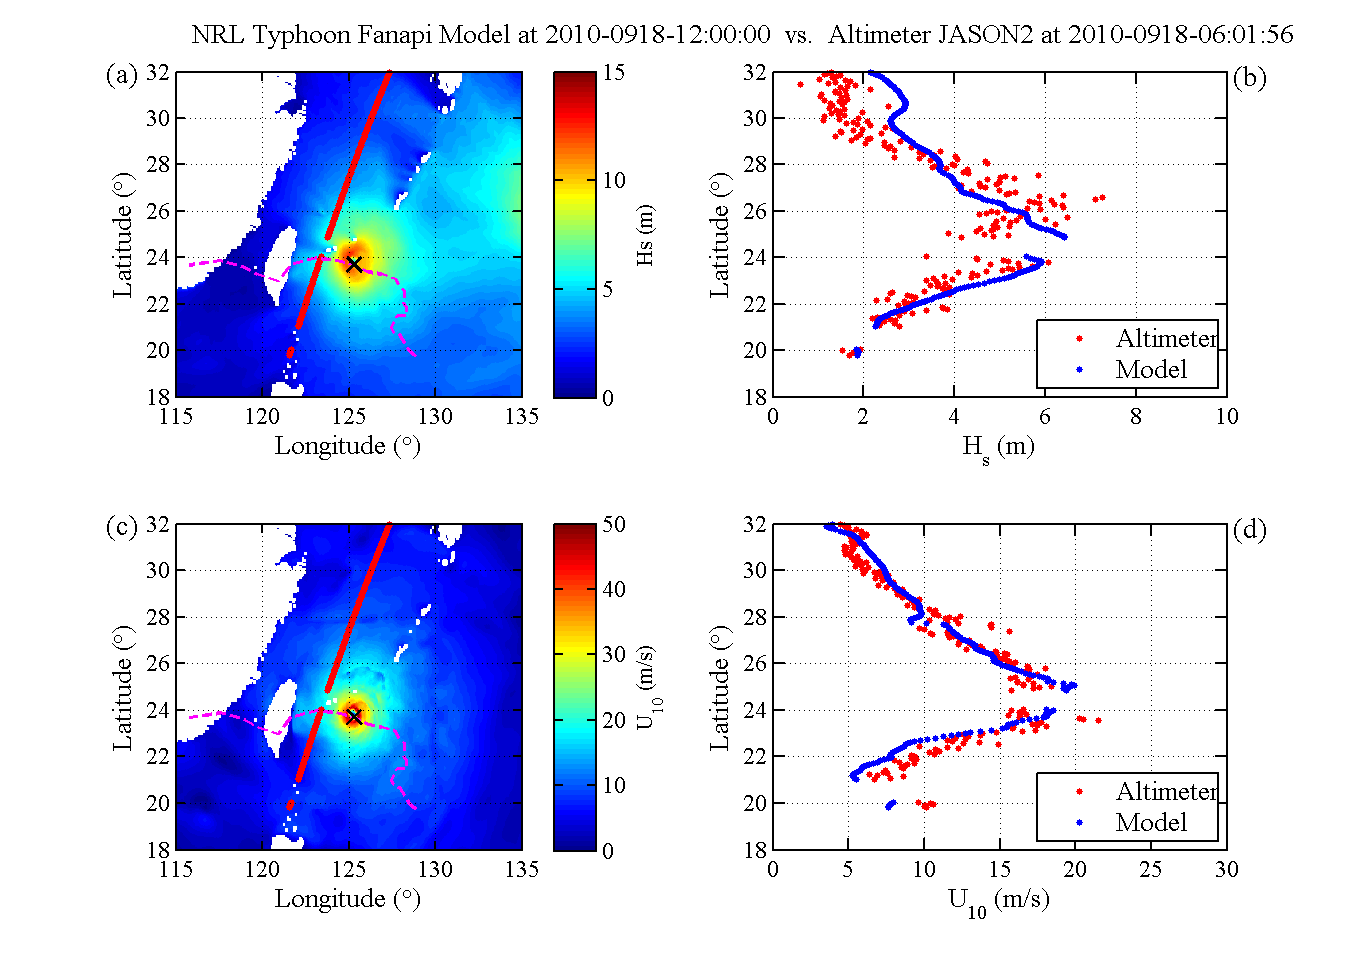 NRL Typhoon Fanapi Model at 2010-0918-12:00:00 vs. Altimeter JASON2 at 2010-0918-06:01:56
(a)
32
30
28
26
24
22
20
18
Latitude (°)
115 120 125 130 135
Longitude (°)
15
10
5
0
Hs (m)
(b)
32
30
28
26
24
22
20
18
Latitude (°)
0 2 4 6 8 10
H_s (m)
Altimeter
Model
(c)
32
30
28
26
24
22
20
18
Latitude (°)
115 120 125 130 135
Longitude (°)
50
40
30
20
10
0
U_10 (m/s)
(d)
32
30
28
26
24
22
20
18
Latitude (°)
0 5 10 15 20 25 30
U_10 (m/s)
Altimeter
Model